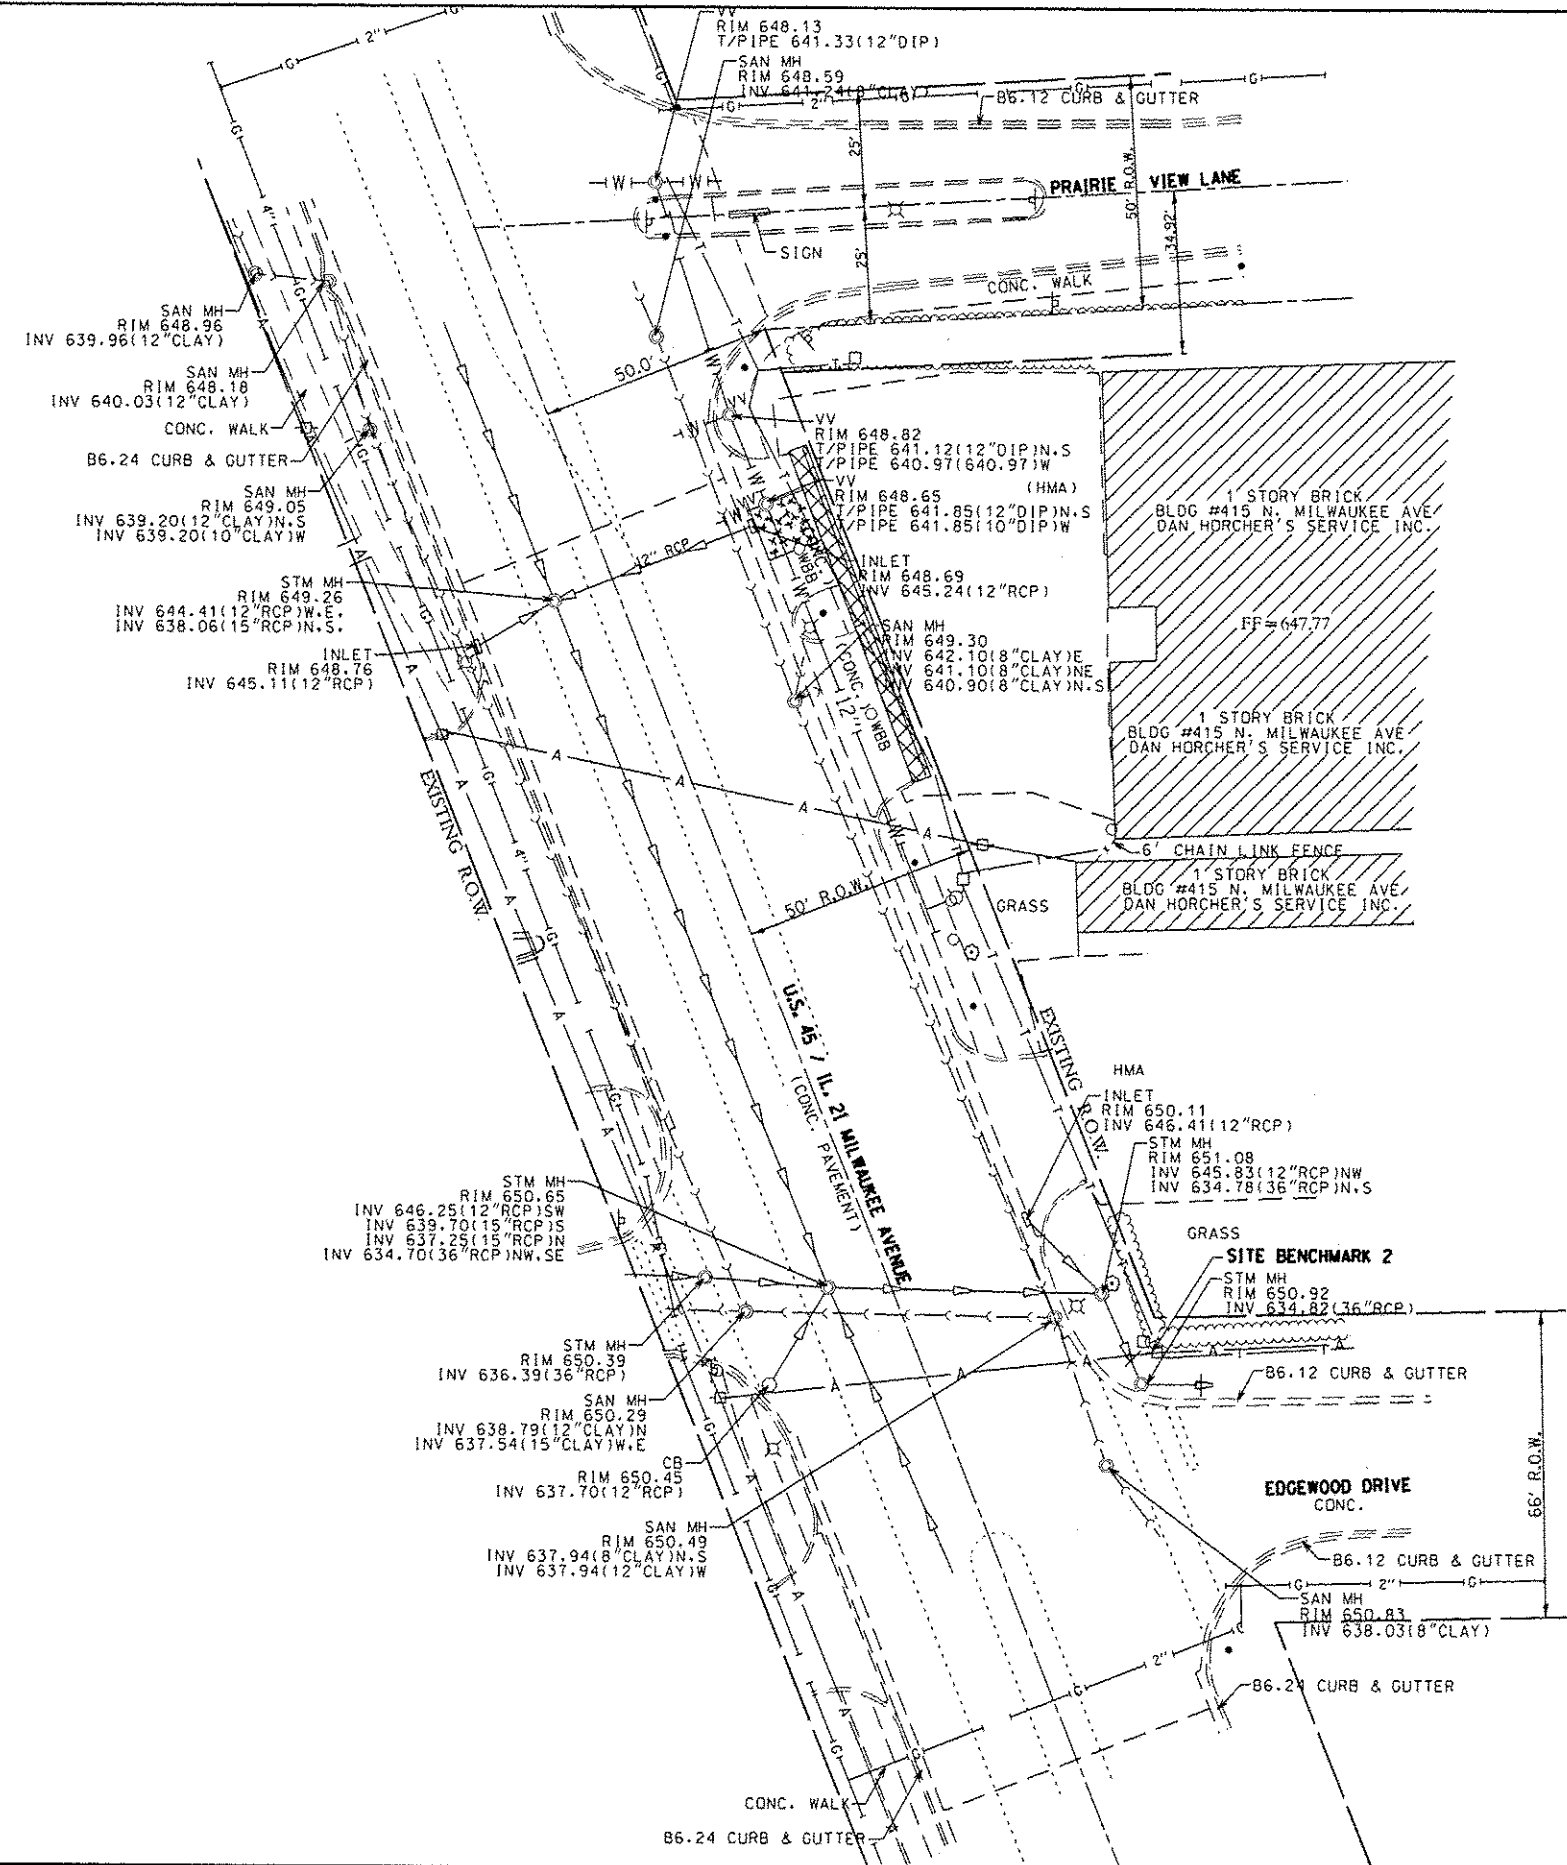 VV
RIM 648.13
T/PIPE 641.33(12"DIP)
SAN MH
RIM 648.59
INV 641.24(8"CLAY)
2"
G
G
2"
G
G
B6.12 CURB & GUTTER
25'
25'
50' R.O.W.
34.92'
PRAIRIE VIEW LANE
W
W
SIGN
CONC. WALK
4"
SAN MH
RIM 648.96
INV 639.96(12"CLAY)
SAN MH
RIM 648.18
INV 640.03(12"CLAY)
CONC. WALK
B6.24 CURB & GUTTER
SAN MH
RIM 649.05
INV 639.20(12"CLAY)N.S
INV 639.20(10"CLAY)W
50.0'
VV
RIM 648.82
T/PIPE 641.12(12"DIP)N.S
T/PIPE 640.97(640.97)W
VV
RIM 648.65
(HMA)
T/PIPE 641.85(12"DIP)N.S
T/PIPE 641.85(10"DIP)W
INLET
RIM 648.69
INV 645.24(12"RCP)
2" RCP
1 STORY BRICK
BLDG #415 N. MILWAUKEE AVE
DAN HORCHER'S SERVICE INC.
FF=647.77
STM MH
RIM 649.26
INV 644.41(12"RCP)W.E.
INV 638.06(15"RCP)N.S.
INLET
RIM 648.76
INV 645.11(12"RCP)
SAN MH
RIM 649.30
INV 642.10(8"CLAY)E
INV 641.10(8"CLAY)NE
INV 640.90(8"CLAY)N.S
12"
1 STORY BRICK
BLDG #415 N. MILWAUKEE AVE
DAN HORCHER'S SERVICE INC.
EXISTING R.O.W.
4"
A
A
A
A
6' CHAIN LINK FENCE
1 STORY BRICK
BLDG #415 N. MILWAUKEE AVE
DAN HORCHER'S SERVICE INC.
50' R.O.W.
GRASS
U.S. 45 / IL. 21 MILWAUKEE AVENUE
(CONC. PAVEMENT)
EXISTING R.O.W.
HMA
INLET
RIM 650.11
INV 646.41(12"RCP)
STM MH
RIM 651.08
INV 645.83(12"RCP)NW
INV 634.78(36"RCP)N.S
GRASS
SITE BENCHMARK 2
STM MH
RIM 650.92
INV 634.82(36"RCP)
STM MH
RIM 650.65
INV 646.25(12"RCP)SW
INV 639.70(15"RCP)S
INV 637.25(15"RCP)N
INV 634.70(36"RCP)NW.SE
STM MH
RIM 650.39
INV 636.39(36"RCP)
SAN MH
RIM 650.29
INV 638.79(12"CLAY)N
INV 637.54(15"CLAY)W.E
CB
RIM 650.45
INV 637.70(12"RCP)
SAN MH
RIM 650.49
INV 637.94(8"CLAY)N.S
INV 637.94(12"CLAY)W
B6.12 CURB & GUTTER
66' R.O.W.
EDGEWOOD DRIVE
CONC.
B6.12 CURB & GUTTER
G
2"
G
SAN MH
RIM 650.83
INV 638.03(8"CLAY)
2"
G
B6.24 CURB & GUTTER
CONC. WALK
B6.24 CURB & GUTTER